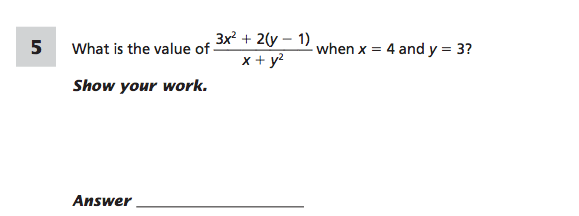 5 What is the value of (3x² + 2(y – 1))/(x + y²) when x = 4 and y = 3?
Show your work.
Answer